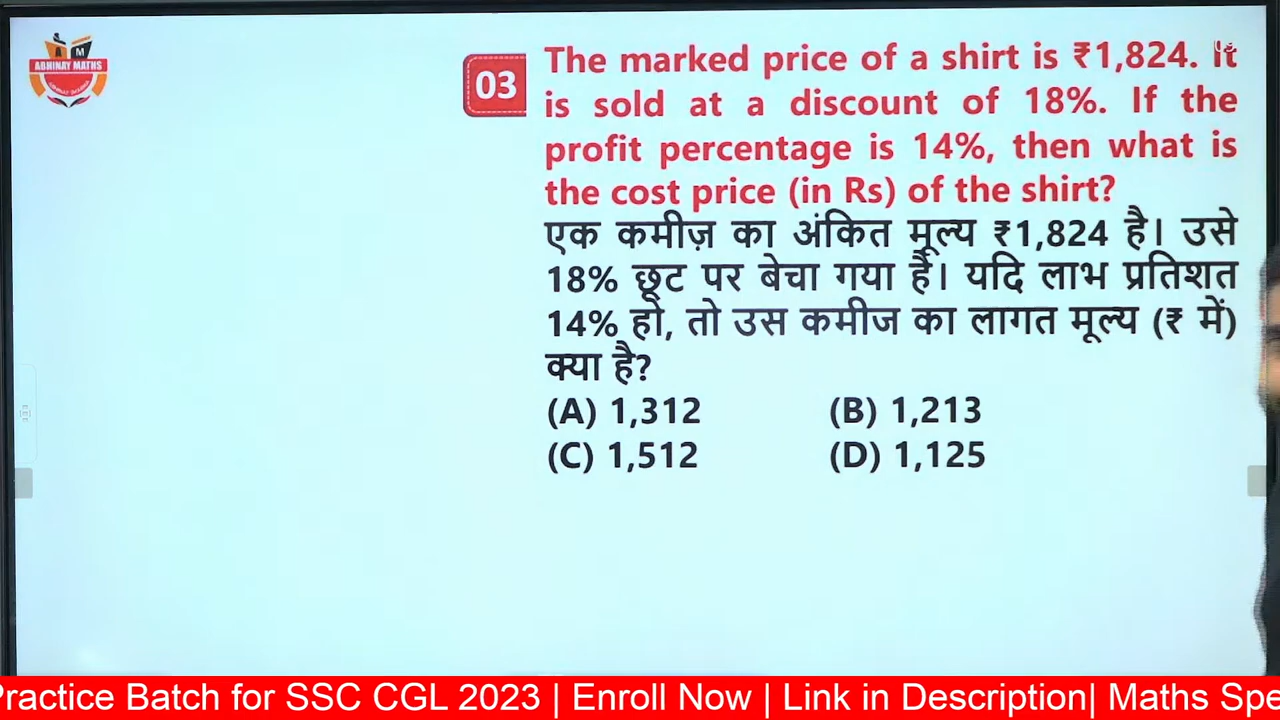 ABHINAY MATHS
03
The marked price of a shirt is ₹1,824. It
is sold at a discount of 18%. If the
profit percentage is 14%, then what is
the cost price (in Rs) of the shirt?
एक कमीज़ का अंकित मूल्य ₹1,824 है। उसे
18% छूट पर बेचा गया है। यदि लाभ प्रतिशत
14% हो, तो उस कमीज का लागत मूल्य (₹ में)
क्या है?
(A) 1,312 (B) 1,213
(C) 1,512 (D) 1,125
Practice Batch for SSC CGL 2023 | Enroll Now | Link in Description| Maths Spe